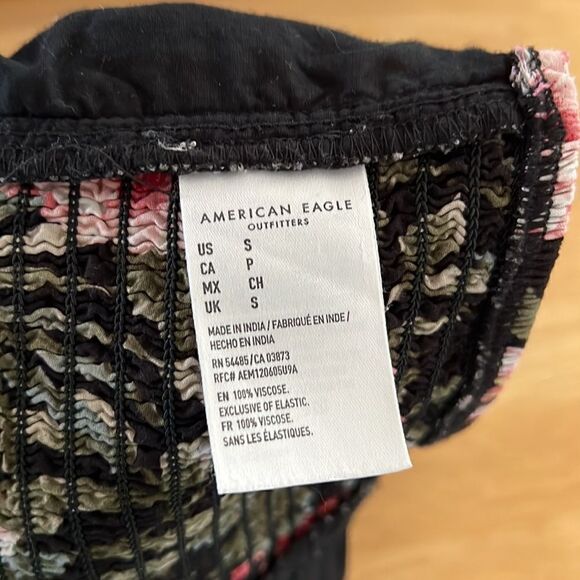 AMERICAN EAGLE
OUTFITTERS
US S
CA P
MX CH
UK S
MADE IN INDIA / FABRIQUÉ EN INDE /
HECHO EN INDIA
RN 54485/CA 03873
RFC# AEM120605U9A
EN 100% VISCOSE.
EXCLUSIVE OF ELASTIC.
FR 100% VISCOSE.
SANS LES ÉLASTIQUES.